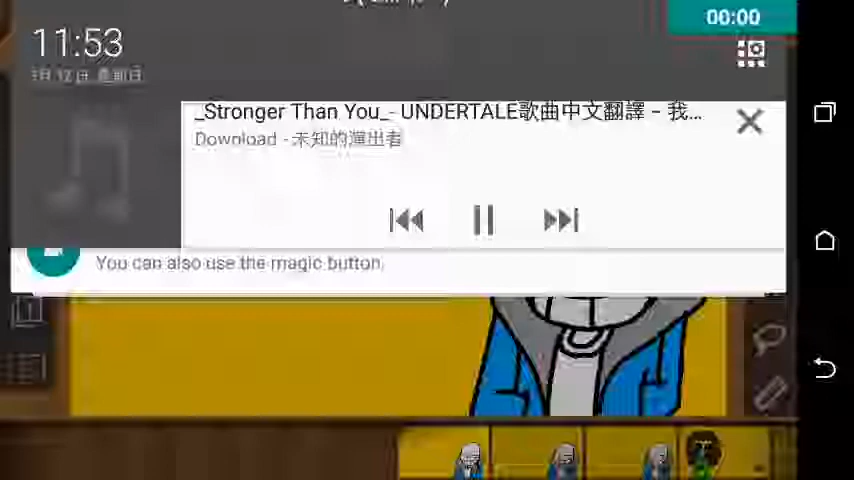 00:00
11:53
_Stronger Than You_- UNDERTALE歌曲中文翻譯 - 我...
Download - 未知的演出者
You can also use the magic button.